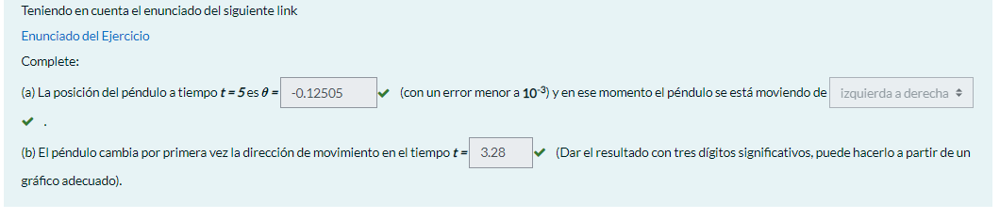 Teniendo en cuenta el enunciado del siguiente link
Enunciado del Ejercicio
Complete:
(a) La posición del péndulo a tiempo t = 5 es θ = -0.12505 ✔ (con un error menor a 10⁻³) y en ese momento el péndulo se está moviendo de izquierda a derecha
✔ .
(b) El péndulo cambia por primera vez la dirección de movimiento en el tiempo t = 3.28 ✔ (Dar el resultado con tres dígitos significativos, puede hacerlo a partir de un
gráfico adecuado).